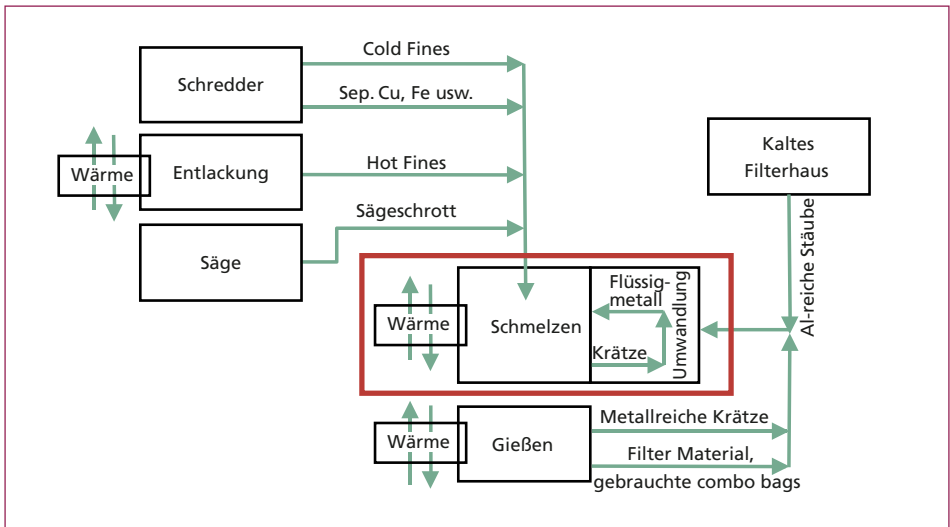 Cold Fines
Schredder
Sep. Cu, Fe usw.
Kaltes
Filterhaus
Wärme
Entlackung
Hot Fines
Sägeschrott
Säge
Al-reiche Stäube
Wärme
Schmelzen
Flüssig-
metall
Krätze
Umwandlung
Wärme
Gießen
Metallreiche Krätze
Filter Material,
gebrauchte combo bags